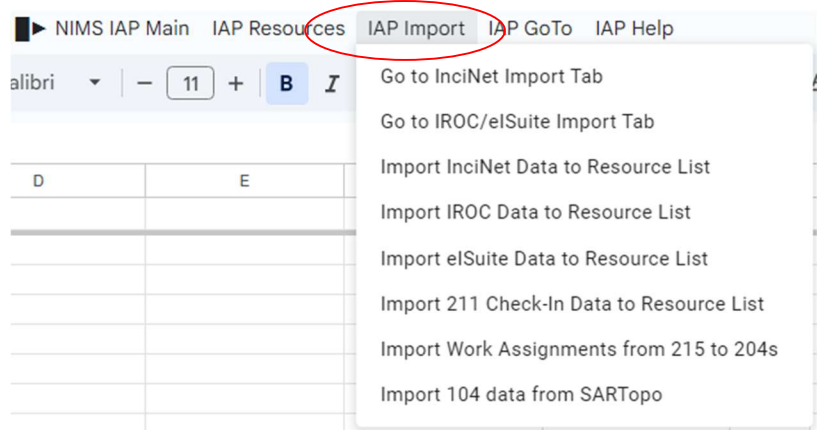 NIMS IAP Main IAP Resources IAP Import IAP GoTo IAP Help
alibri 11 B I
Go to InciNet Import Tab
Go to IROC/eISuite Import Tab
D E
Import InciNet Data to Resource List
Import IROC Data to Resource List
Import eISuite Data to Resource List
Import 211 Check-In Data to Resource List
Import Work Assignments from 215 to 204s
Import 104 data from SARTopo